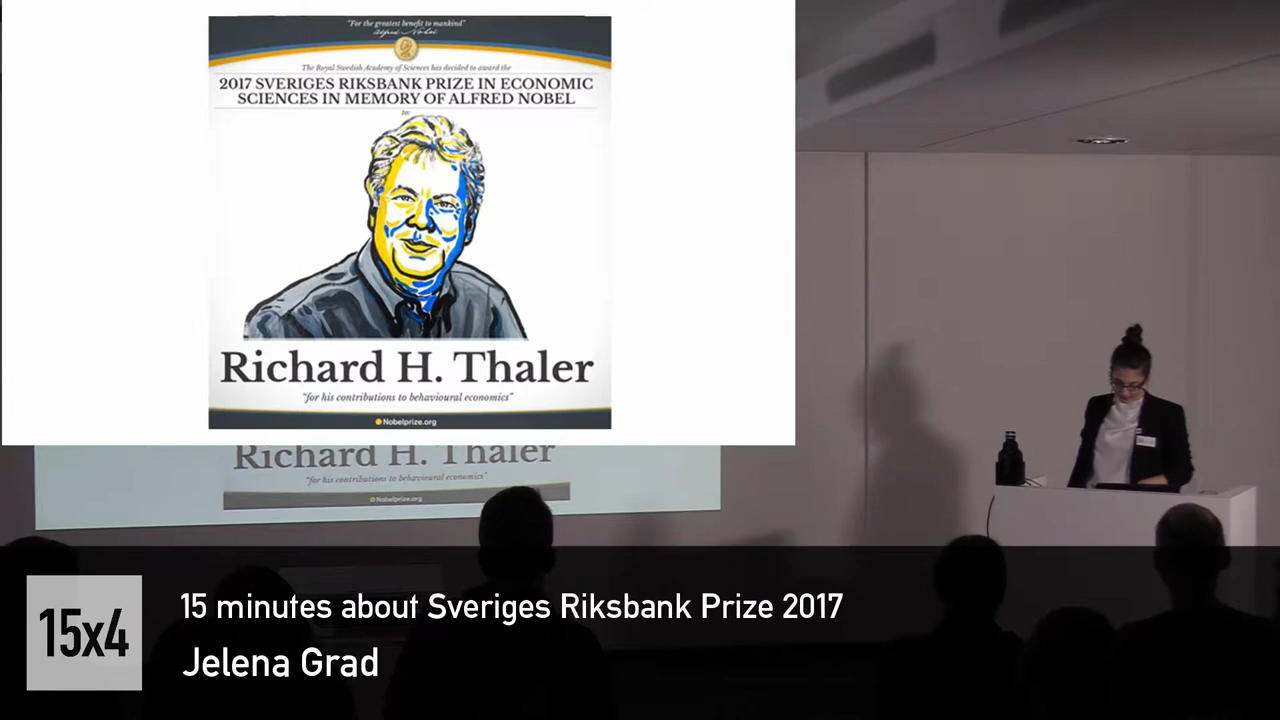 "For the greatest benefit to mankind"
Alfred Nobel
The Royal Swedish Academy of Sciences has decided to award the
2017 SVERIGES RIKSBANK PRIZE IN ECONOMIC
SCIENCES IN MEMORY OF ALFRED NOBEL
to:
Richard H. Thaler
"for his contributions to behavioural economics"
Nobelprize.org
Richard H. Thaler
"for his contributions to behavioural economics"
Nobelprize.org
15x4
15 minutes about Sveriges Riksbank Prize 2017
Jelena Grad